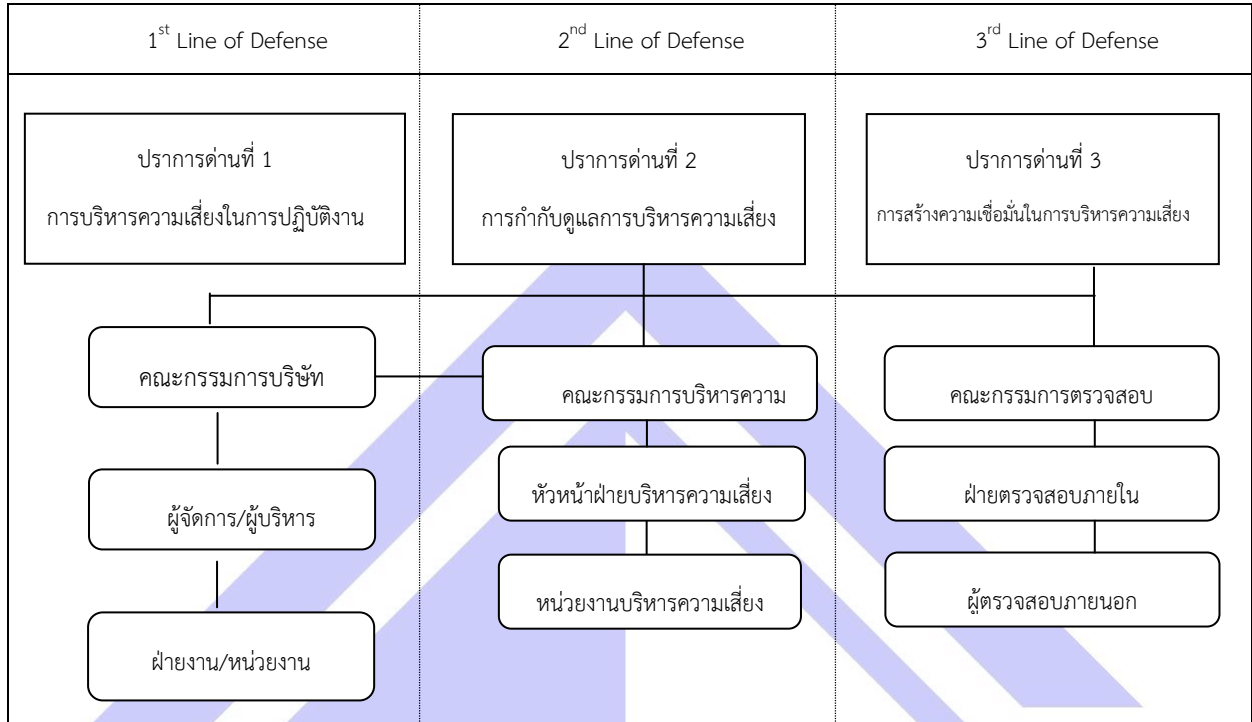 1st Line of Defense
2nd Line of Defense
3rd Line of Defense
ปราการด่านที่ 1
การบริหารความเสี่ยงในการปฏิบัติงาน
ปราการด่านที่ 2
การกำกับดูแลการบริหารความเสี่ยง
ปราการด่านที่ 3
การสร้างความเชื่อมั่นในการบริหารความเสี่ยง
คณะกรรมการบริษัท
ผู้จัดการ/ผู้บริหาร
ฝ่ายงาน/หน่วยงาน
คณะกรรมการบริหารความ
หัวหน้าฝ่ายบริหารความเสี่ยง
หน่วยงานบริหารความเสี่ยง
คณะกรรมการตรวจสอบ
ฝ่ายตรวจสอบภายใน
ผู้ตรวจสอบภายนอก